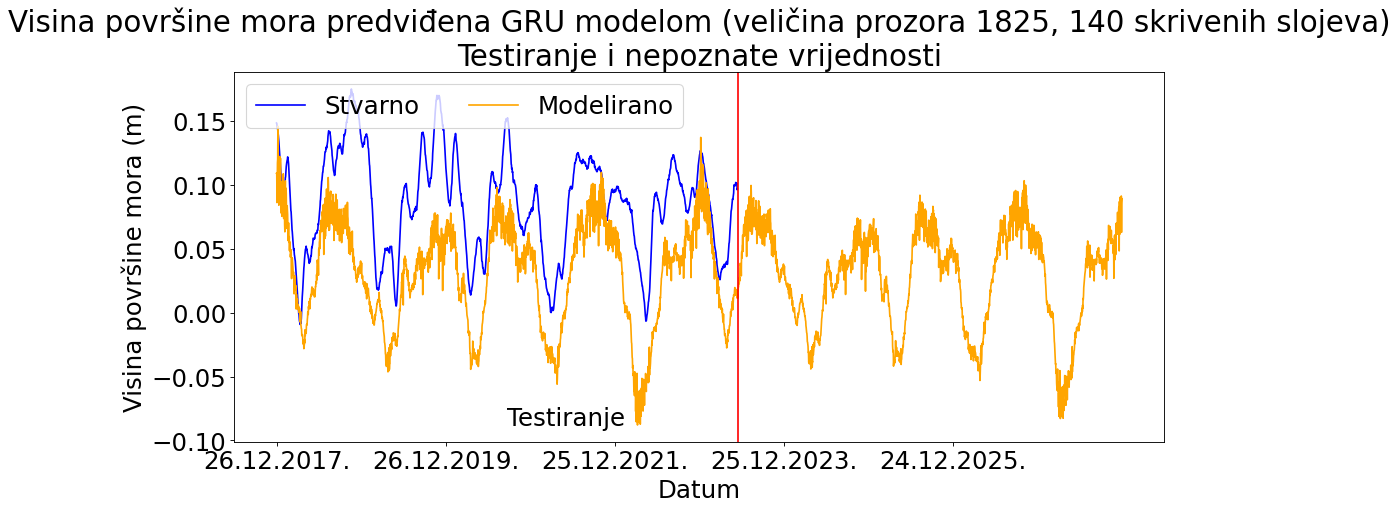 Visina površine mora predviđena GRU modelom (veličina prozora 1825, 140 skrivenih slojeva)
Testiranje i nepoznate vrijednosti
Stvarno Modelirano
Visina površine mora (m)
0.15
0.10
0.05
0.00
−0.05
−0.10
Testiranje
26.12.2017. 26.12.2019. 25.12.2021. 25.12.2023. 24.12.2025.
Datum